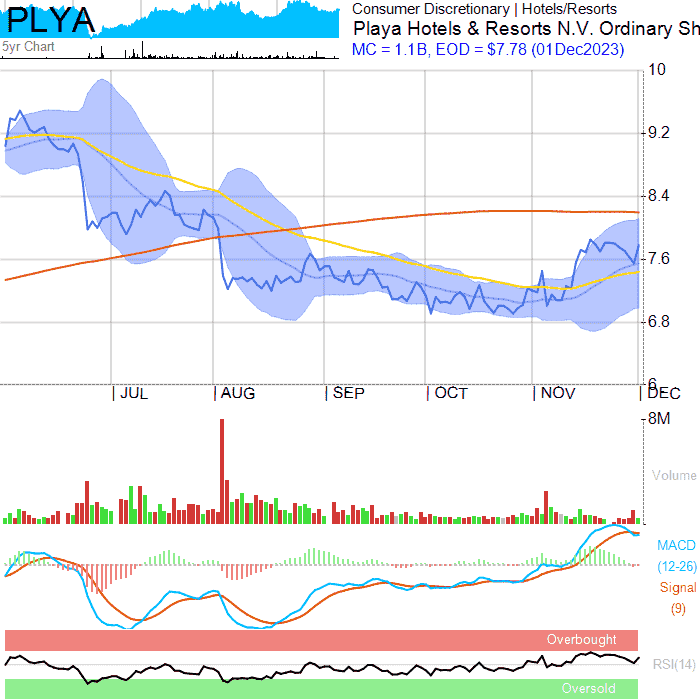 PLYA
5yr Chart
Consumer Discretionary | Hotels/Resorts
Playa Hotels & Resorts N.V. Ordinary Sh
MC = 1.1B, EOD = $7.78 (01Dec2023)
10
9.2
8.4
7.6
6.8
6
JUL AUG SEP OCT NOV DEC
8M
Volume
MACD
(12-26)
Signal
(9)
Overbought
RSI(14)
Oversold